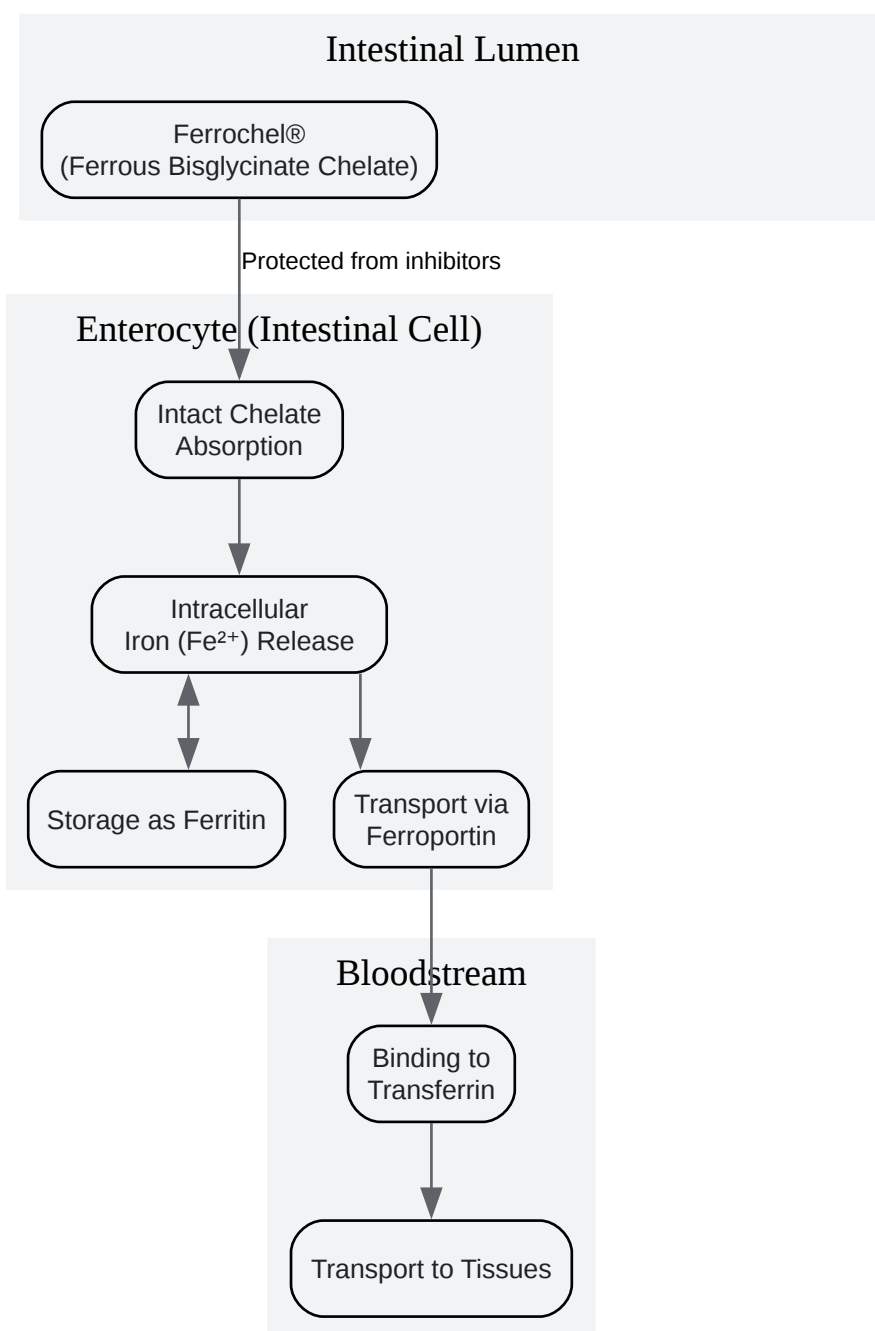 Intestinal Lumen
Ferrochel®
(Ferrous Bisglycinate Chelate)
Protected from inhibitors
Enterocyte (Intestinal Cell)
Intact Chelate
Absorption
Intracellular
Iron (Fe²⁺) Release
Storage as Ferritin
Transport via
Ferroportin
Bloodstream
Binding to
Transferrin
Transport to Tissues